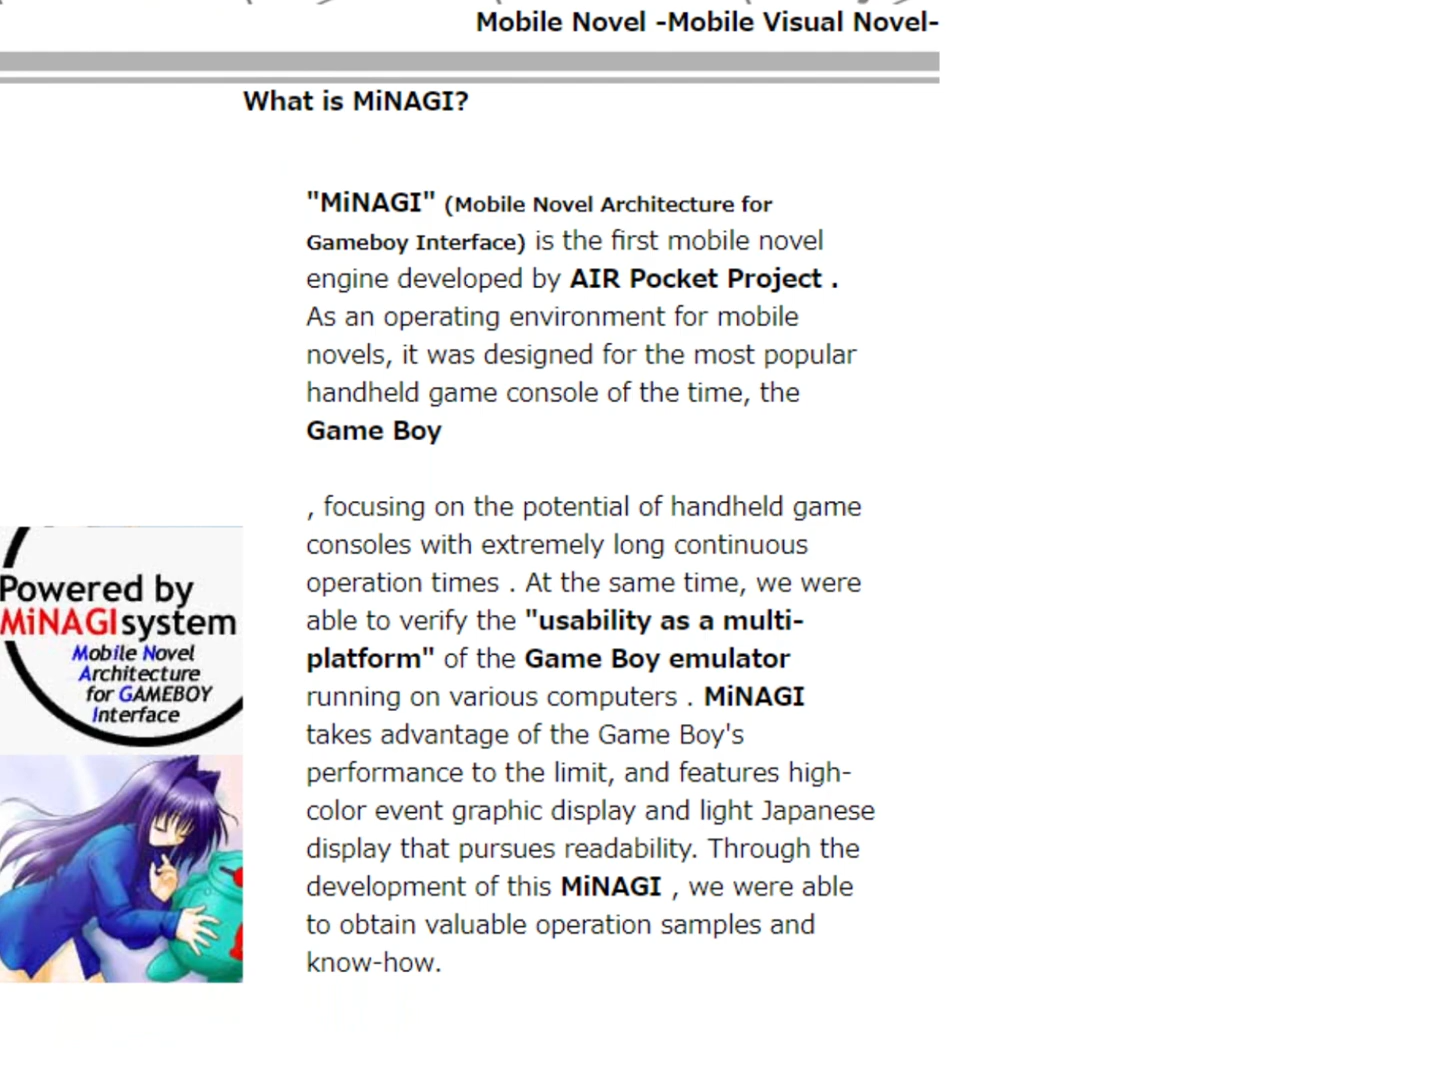 Mobile Novel -Mobile Visual Novel-
What is MiNAGI?
"MiNAGI" (Mobile Novel Architecture for
Gameboy Interface) is the first mobile novel
engine developed by AIR Pocket Project .
As an operating environment for mobile
novels, it was designed for the most popular
handheld game console of the time, the
Game Boy
, focusing on the potential of handheld game
consoles with extremely long continuous
operation times . At the same time, we were
able to verify the "usability as a multi-
platform" of the Game Boy emulator
running on various computers . MiNAGI
takes advantage of the Game Boy's
performance to the limit, and features high-
color event graphic display and light Japanese
display that pursues readability. Through the
development of this MiNAGI , we were able
to obtain valuable operation samples and
know-how.
Powered by
MiNAGIsystem
Mobile Novel
Architecture
for GAMEBOY
Interface